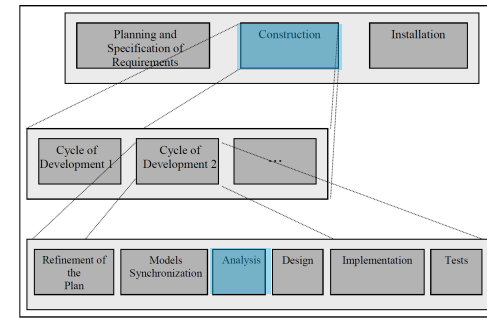 Planning and
Specification of
Requirements
Construction
Installation
Cycle of
Development 1
Cycle of
Development 2
...
Refinement of
the
Plan
Models
Synchronization
Analysis
Design
Implementation
Tests